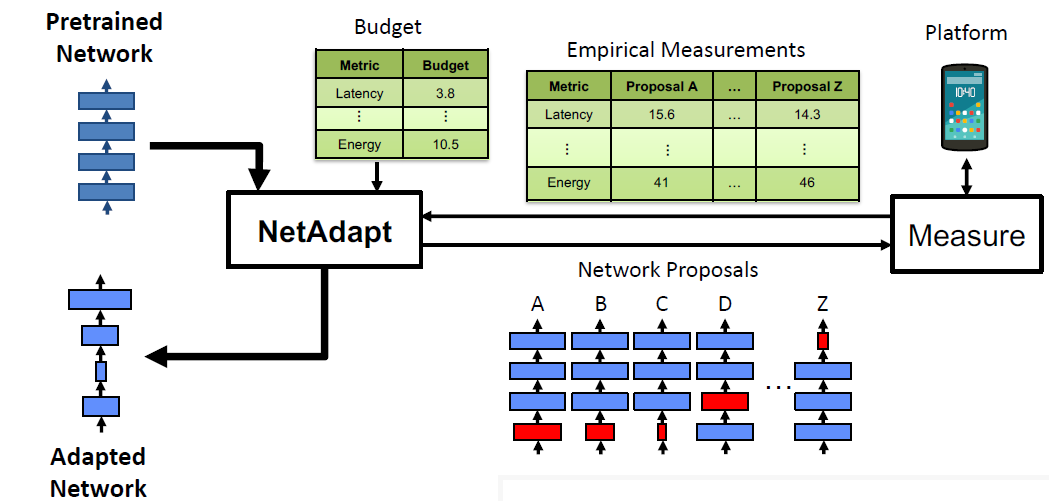 Pretrained
Network
Budget
Metric Budget
Latency 3.8
⋮ ⋮
Energy 10.5
Empirical Measurements
Metric Proposal A ... Proposal Z
Latency 15.6 ... 14.3
⋮ ⋮ ⋮
Energy 41 ... 46
Platform
10:40
NetAdapt
Measure
Network Proposals
A B C D Z
...
Adapted
Network